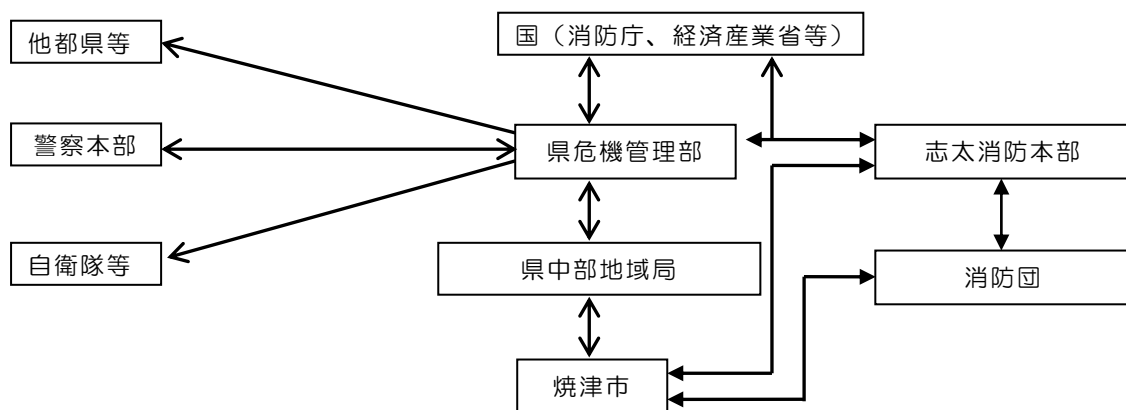 他都県等
国（消防庁、経済産業省等）
警察本部
県危機管理部
志太消防本部
自衛隊等
県中部地域局
消防団
焼津市